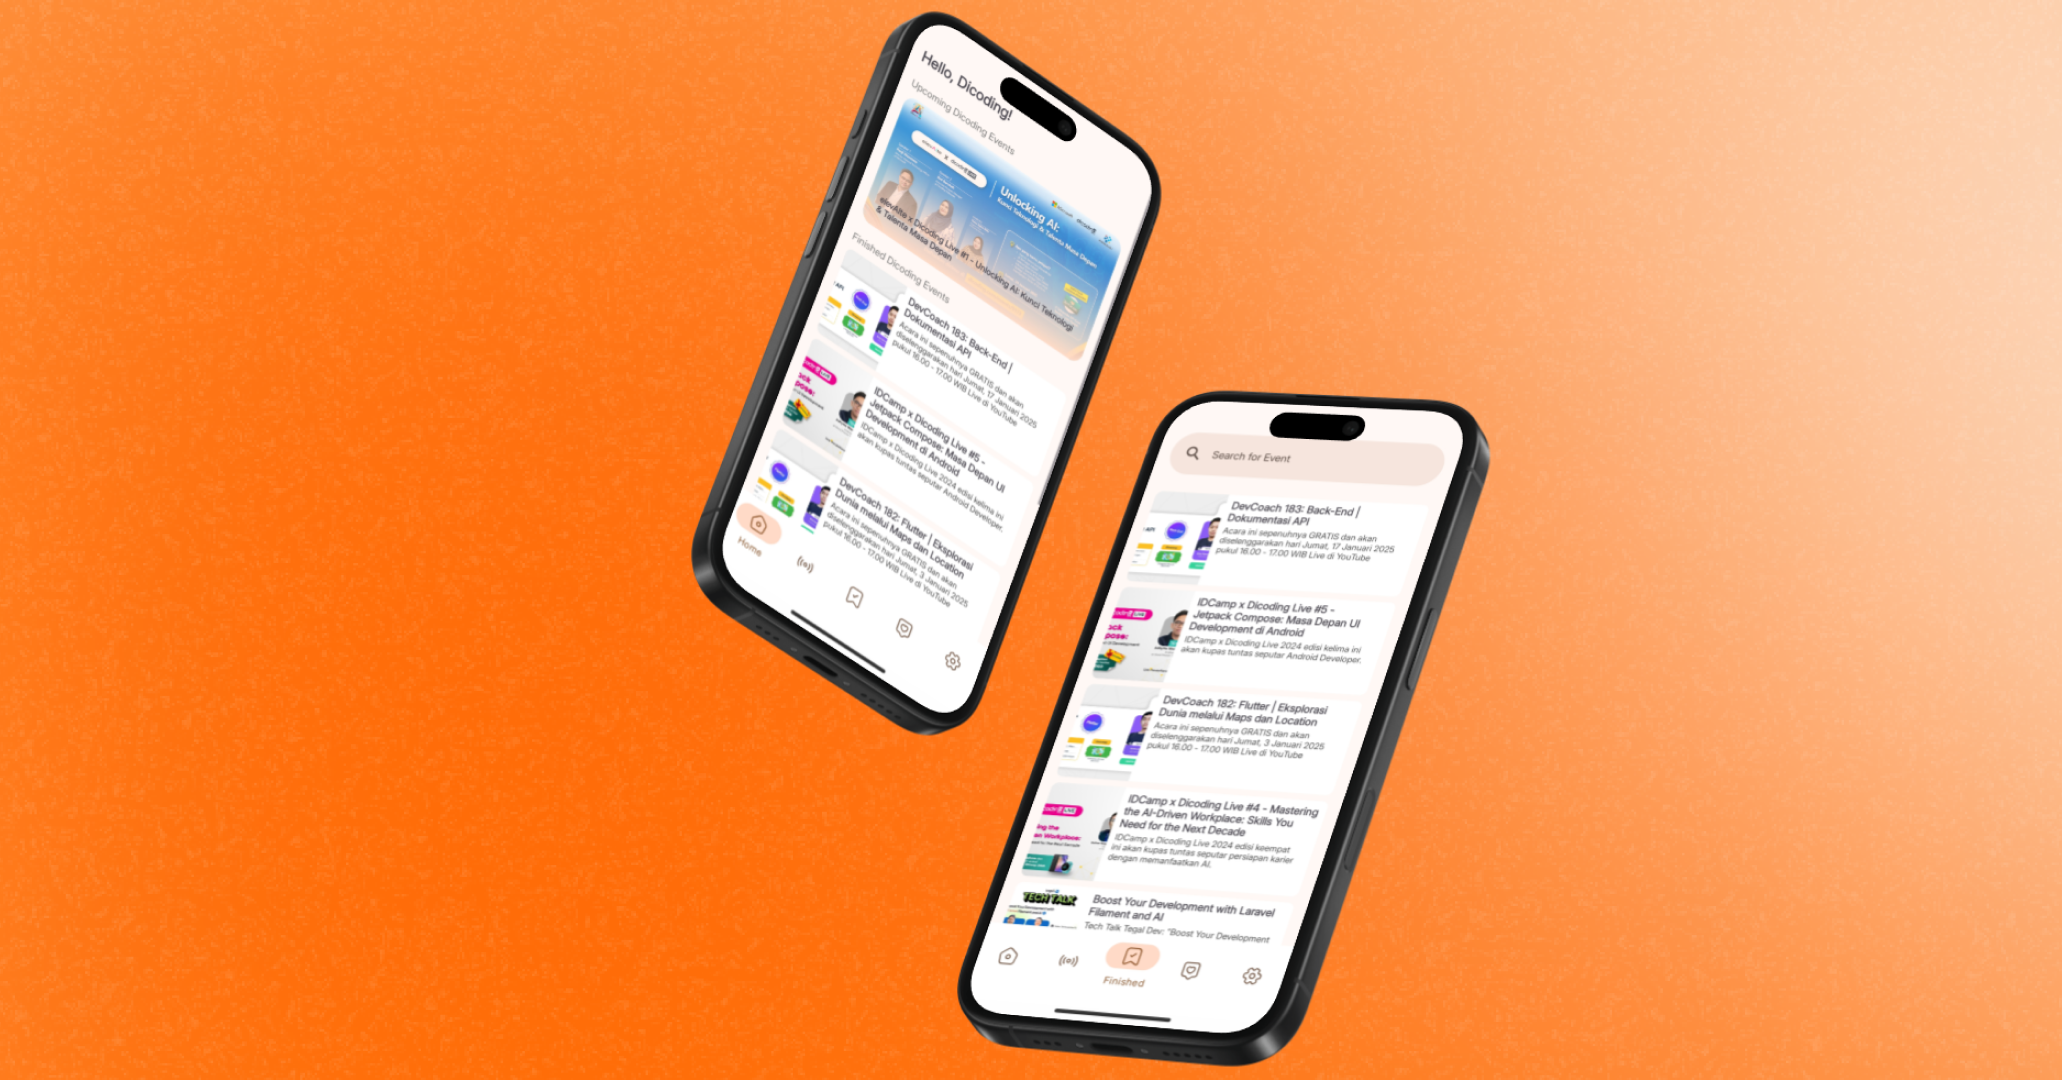 Hello, Dicoding!
Upcoming Dicoding Events
Unlocking AI:
Kunci Teknologi & Talenta Masa Depan
elevAIte x Dicoding Live #1 - Unlocking AI: Kunci Teknologi
& Talenta Masa Depan
Finished Dicoding Events
API
DevCoach 183: Back-End |
Dokumentasi API
Acara ini sepenuhnya GRATIS dan akan
diselenggarakan hari Jumat, 17 Januari 2025
pukul 16.00 - 17.00 WIB Live di YouTube
IDCamp x Dicoding Live #5 -
Jetpack Compose: Masa Depan UI
Development di Android
IDCamp x Dicoding Live 2024 edisi kelima ini
akan kupas tuntas seputar Android Developer.
DevCoach 182: Flutter | Eksplorasi
Dunia melalui Maps dan Location
Acara ini sepenuhnya GRATIS dan akan
diselenggarakan hari Jumat, 3 Januari 2025
pukul 16.00 - 17.00 WIB Live di YouTube
Home
Search for Event
API
DevCoach 183: Back-End |
Dokumentasi API
Acara ini sepenuhnya GRATIS dan akan
diselenggarakan hari Jumat, 17 Januari 2025
pukul 16.00 - 17.00 WIB Live di YouTube
ack
pose:
IDCamp x Dicoding Live #5 -
Jetpack Compose: Masa Depan UI
Development di Android
IDCamp x Dicoding Live 2024 edisi kelima ini
akan kupas tuntas seputar Android Developer.
DevCoach 182: Flutter | Eksplorasi
Dunia melalui Maps dan Location
Acara ini sepenuhnya GRATIS dan akan
diselenggarakan hari Jumat, 3 Januari 2025
pukul 16.00 - 17.00 WIB Live di YouTube
ing the
en Workplace:
IDCamp x Dicoding Live #4 - Mastering
the AI-Driven Workplace: Skills You
Need for the Next Decade
IDCamp x Dicoding Live 2024 edisi keempat
ini akan kupas tuntas seputar persiapan karier
dengan memanfaatkan AI.
TECH TALK
Boost Your Development with Laravel
Filament and AI
Tech Talk Tegal Dev: "Boost Your Development
Finished